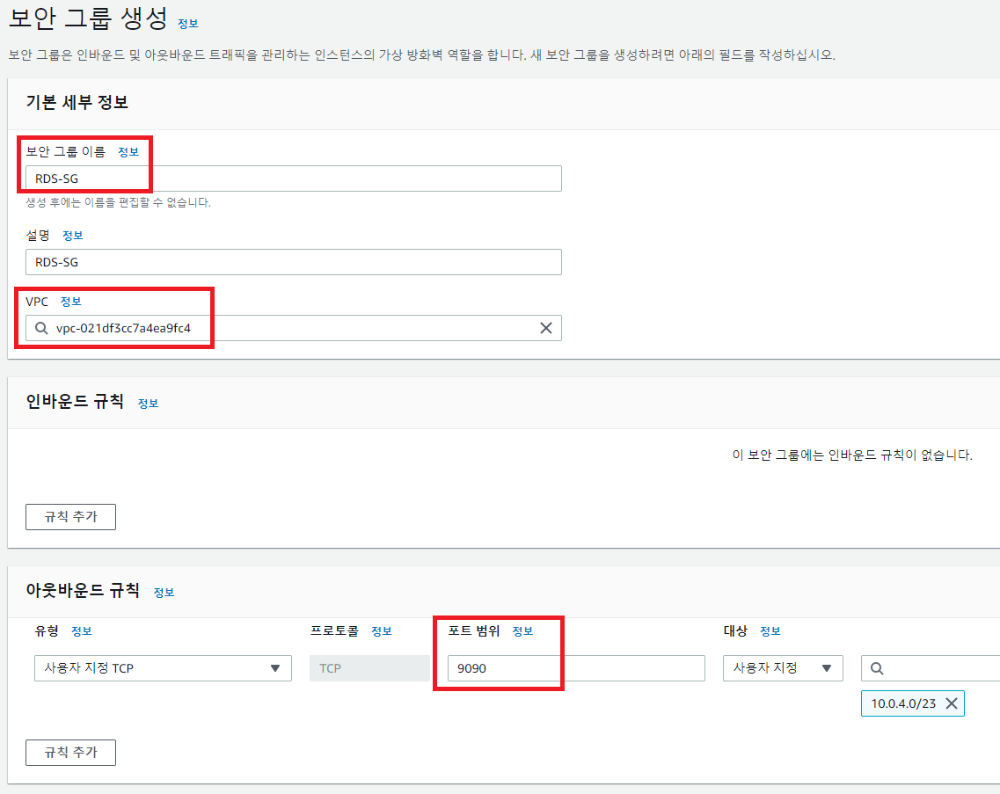 보안 그룹 생성 정보
보안 그룹은 인바운드 및 아웃바운드 트래픽을 관리하는 인스턴스의 가상 방화벽 역할을 합니다. 새 보안 그룹을 생성하려면 아래의 필드를 작성하십시오.
기본 세부 정보
보안 그룹 이름 정보
RDS-SG
생성 후에는 이름을 편집할 수 없습니다.
설명 정보
RDS-SG
VPC 정보
vpc-021df3cc7a4ea9fc4
인바운드 규칙 정보
이 보안 그룹에는 인바운드 규칙이 없습니다.
규칙 추가
아웃바운드 규칙 정보
유형 정보 프로토콜 정보 포트 범위 정보 대상 정보
사용자 지정 TCP TCP 9090 사용자 지정
10.0.4.0/23
규칙 추가